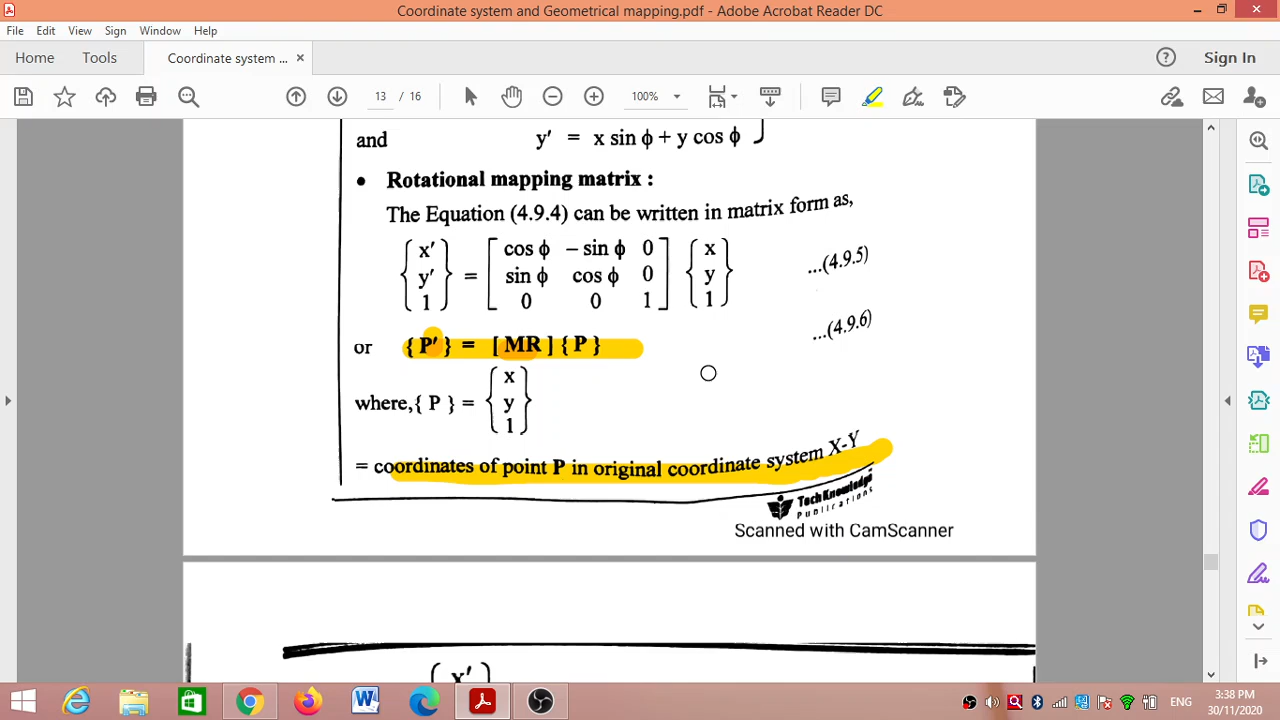 Coordinate system and Geometrical mapping.pdf - Adobe Acrobat Reader DC
File Edit View Sign Window Help
Home Tools Coordinate system ... × Sign In
13 / 16 100%
and y′ = x sin ϕ + y cos ϕ
• Rotational mapping matrix :
The Equation (4.9.4) can be written in matrix form as,
{ x′ } = [ cos ϕ – sin ϕ 0 ] { x }
{ y′ } [ sin ϕ cos ϕ 0 ] { y } ...(4.9.5)
{ 1 } [ 0 0 1 ] { 1 }
or { P′ } = [ MR ] { P } ...(4.9.6)
x
where,{ P } = { y }
1
= coordinates of point P in original coordinate system X-Y
TechKnowledge
Publications
Scanned with CamScanner
x′
ENG 3:38 PM
30/11/2020